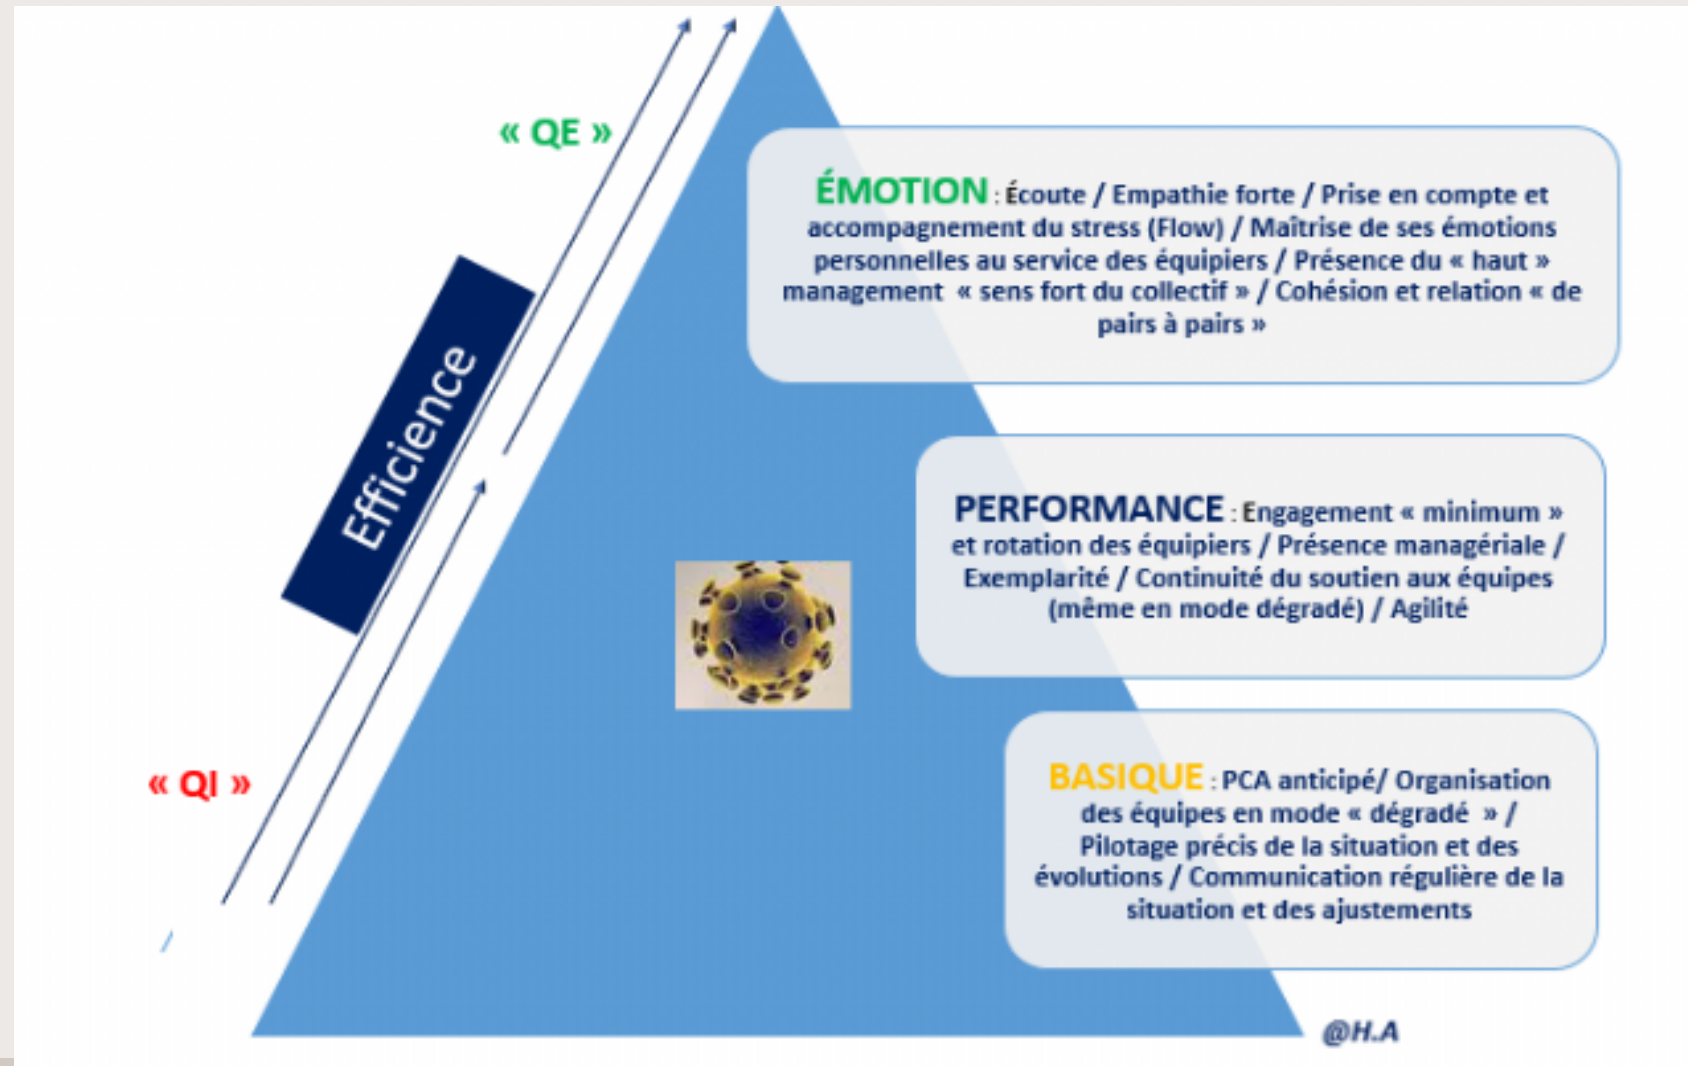 « QE »
ÉMOTION : Écoute / Empathie forte / Prise en compte et
accompagnement du stress (Flow) / Maîtrise de ses émotions
personnelles au service des équipiers / Présence du « haut »
management « sens fort du collectif » / Cohésion et relation « de
pairs à pairs »
Efficience
PERFORMANCE : Engagement « minimum »
et rotation des équipiers / Présence managériale /
Exemplarité / Continuité du soutien aux équipes
(même en mode dégradé) / Agilité
« QI »
BASIQUE : PCA anticipé/ Organisation
des équipes en mode « dégradé » /
Pilotage précis de la situation et des
évolutions / Communication régulière de la
situation et des ajustements
@H.A